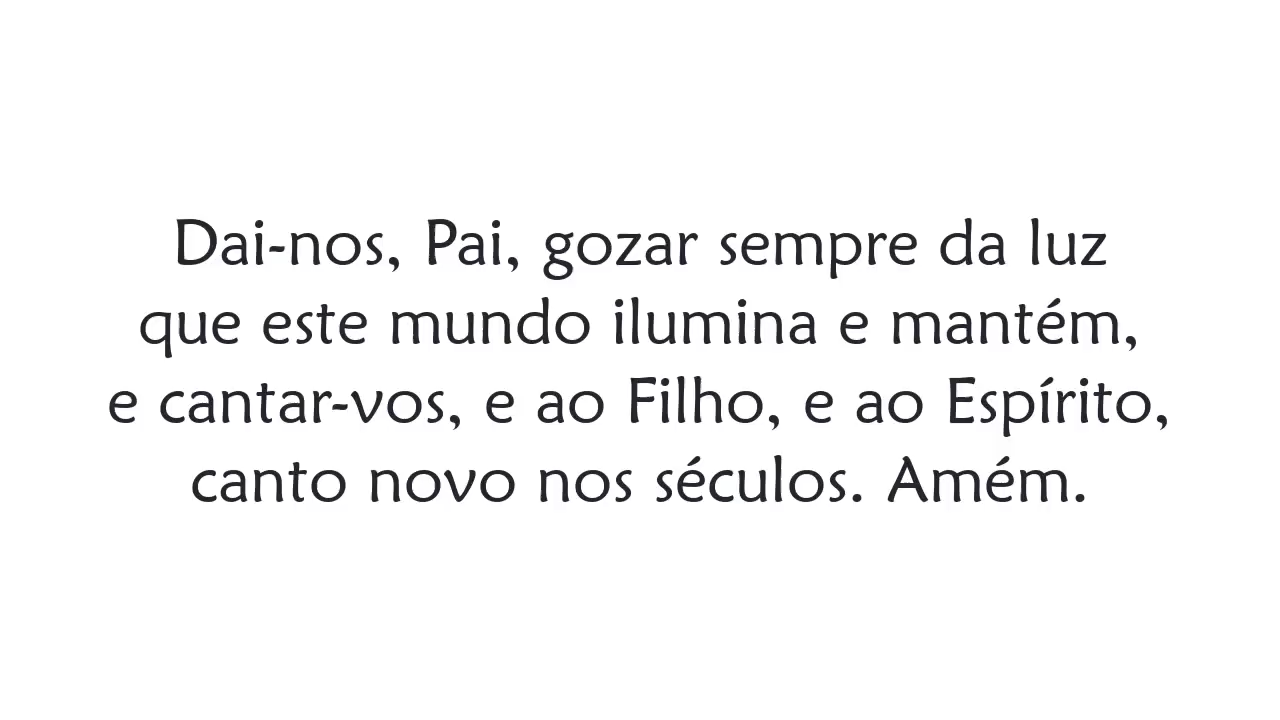 Dai-nos, Pai, gozar sempre da luz
que este mundo ilumina e mantém,
e cantar-vos, e ao Filho, e ao Espírito,
canto novo nos séculos. Amém.